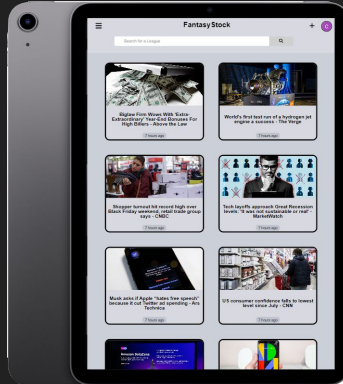 FantasyStock
+
C
Search for a League
Biglaw Firm Wows With 'Extra-
Extraordinary' Year-End Bonuses For
High Billers - Above the Law
7 hours ago
World's first test run of a hydrogen jet
engine a success - The Verge
7 hours ago
Shopper turnout hit record high over
Black Friday weekend, retail trade group
says - CNBC
7 hours ago
Tech layoffs approach Great Recession
levels: 'It was not sustainable or real' -
MarketWatch
7 hours ago
Musk asks if Apple "hates free speech"
because it cut Twitter ad spending - Ars
Technica
7 hours ago
US consumer confidence falls to lowest
level since July - CNN
7 hours ago